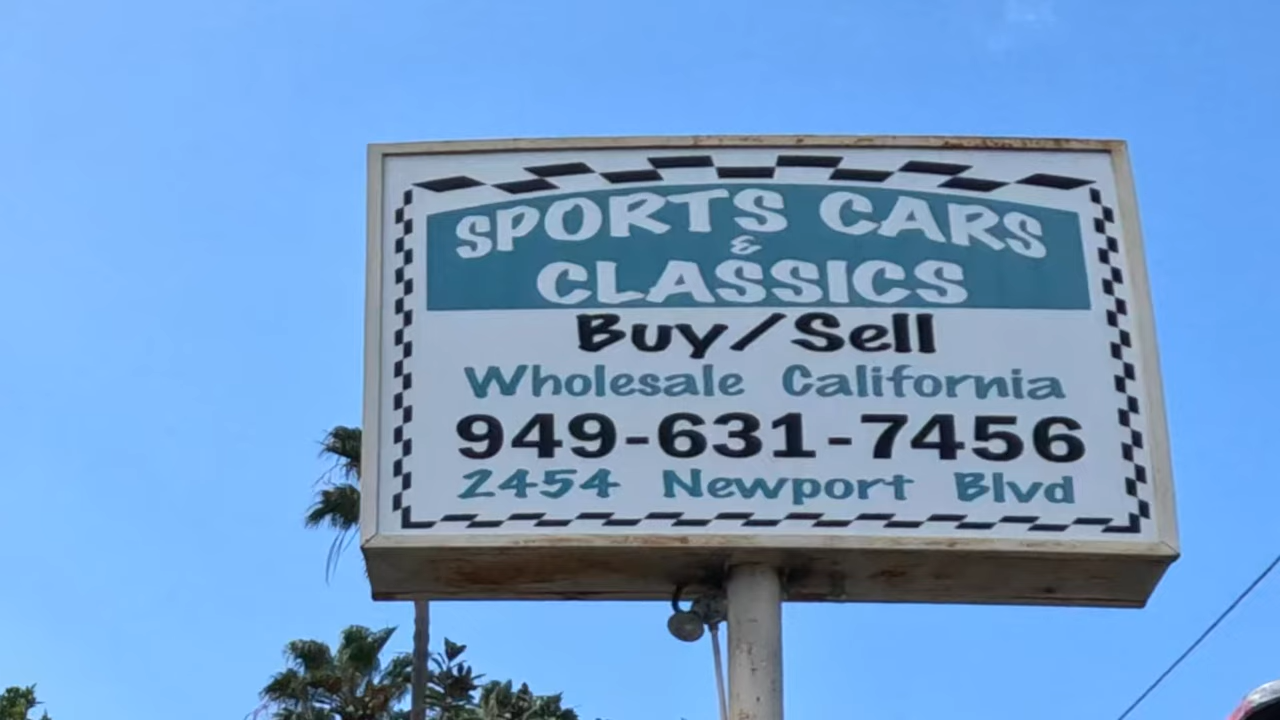 SPORTS CARS
&
CLASSICS
Buy/Sell
Wholesale California
949-631-7456
2454 Newport Blvd